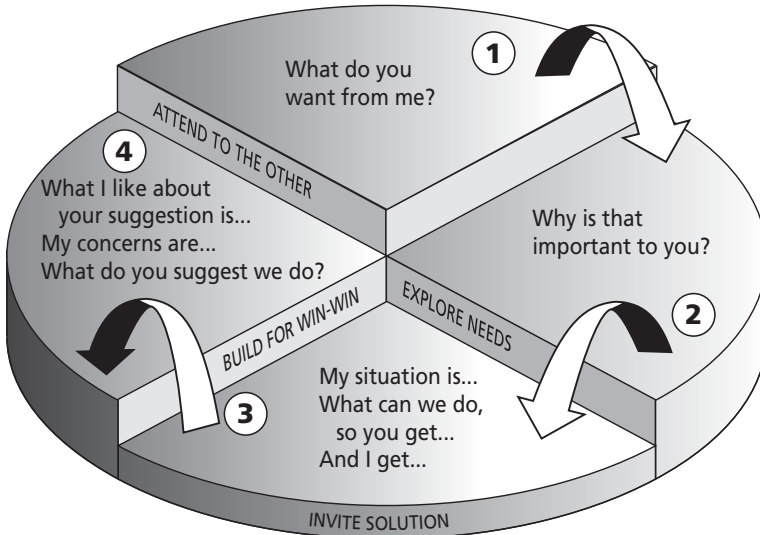 1
What do you
want from me?
ATTEND TO THE OTHER
Why is that
important to you?
2
EXPLORE NEEDS
My situation is...
What can we do,
so you get...
And I get...
3
INVITE SOLUTION
4
What I like about
your suggestion is...
My concerns are...
What do you suggest we do?
BUILD FOR WIN-WIN